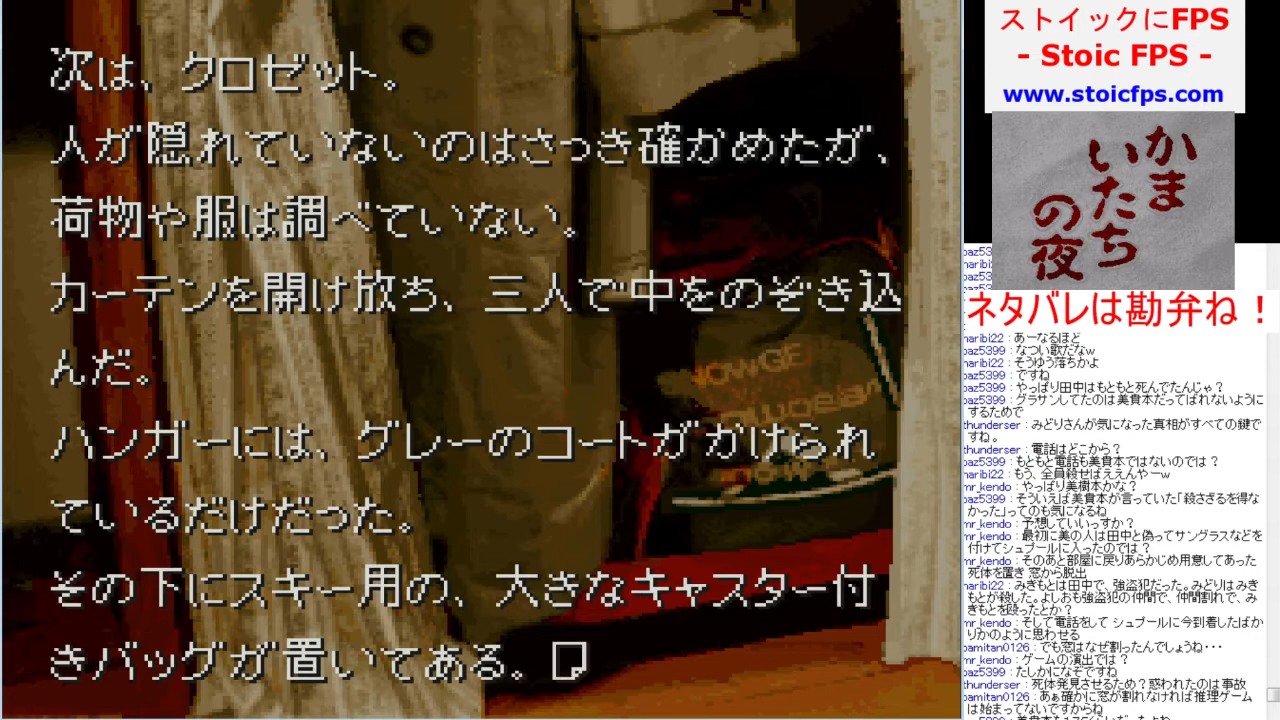 次は、クロゼット。
人が隠れていないのはさっき確かめたが、
荷物や服は調べていない。
カーテンを開け放ち、三人で中をのぞき込
んだ。
ハンガーには、グレーのコートがかけられ
ているだけだった。
その下にスキー用の、大きなキャスター付
きバッグが置いてある。
ストイックにFPS
- Stoic FPS -
www.stoicfps.com
かま
いたち
の夜
ネタバレは勘弁ね！
haribi22：あーなるほど
paz5399：なつい歌だなw
haribi22：そうゆう落ちかよ
paz5399：ですね
paz5399：やっぱり田中はもともと死んでたんじゃ？
paz5399：グラサンしてたのは美貴本だってばれないように
するためで
thunderser：みどりさんが気になった真相がすべての鍵で
すね。
thunderser：電話はどこから？
paz5399：もともと電話も美貴本ではないのでは？
haribi22：もう、全員殺せばええんやーw
mr_kendo：やっぱり美樹本かな？
paz5399：そういえば美貴本が言っていた「殺さざるを得な
かった」ってのも気になるね
mr_kendo：予想していいっすか？
mr_kendo：最初に美の人は田中と偽ってサングラスなどを
付けてシュプールに入ったのでは？
mr_kendo：そのあと部屋に戻りあらかじめ用意してあった
死体を置き 窓から脱出
haribi22：みきもとは田中で、強盗犯だった。みどりはみき
もとが殺した。よしおも強盗犯の仲間で、仲間割れで、み
きもとを殴ったとか？
mr_kendo：そして電話をして シュプールに今到着したばか
りかのように思わせる
pamitan0126：でも窓はなぜ割ったんでしょうね・・・
mr_kendo：ゲームの演出では？
paz5399：たしかになぞですね
thunderser：死体発見させるため？惑われたのは事故
pamitan0126：あぁ確かに窓が割れなければ推理ゲーム
は始まってないですからね